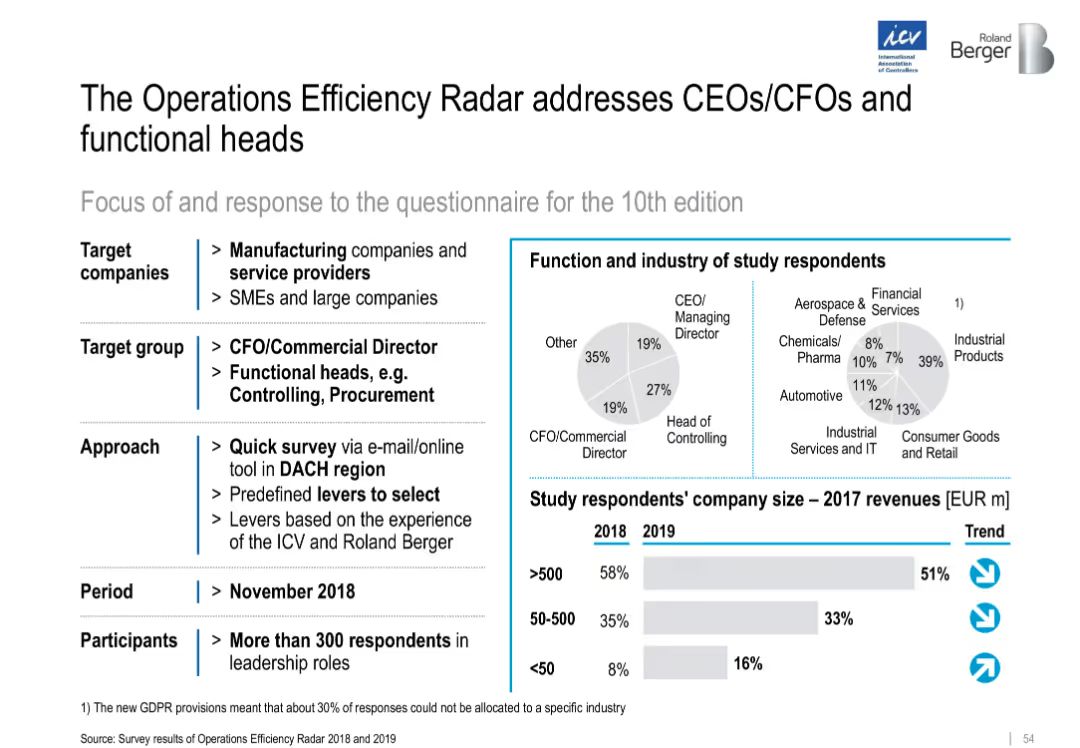 icv
International
Association
of Controllers
Roland
Berger
B
The Operations Efficiency Radar addresses CEOs/CFOs and
functional heads
Focus of and response to the questionnaire for the 10th edition
Target
companies
> Manufacturing companies and
service providers
> SMEs and large companies
Target group
> CFO/Commercial Director
> Functional heads, e.g.
Controlling, Procurement
Approach
> Quick survey via e-mail/online
tool in DACH region
> Predefined levers to select
> Levers based on the experience
of the ICV and Roland Berger
Period
> November 2018
Participants
> More than 300 respondents in
leadership roles
Function and industry of study respondents
CEO/
Managing
Director
19%
Other
35%
27%
19%
Head of
Controlling
CFO/Commercial
Director
Financial
Services
1)
Aerospace &
Defense
Chemicals/
Pharma
Industrial
Products
8%
10%
7%
39%
11%
Automotive
12%
13%
Industrial
Services and IT
Consumer Goods
and Retail
Study respondents' company size – 2017 revenues [EUR m]
2018 2019 Trend
>500 58% 51%
50-500 35% 33%
<50 8% 16%
1) The new GDPR provisions meant that about 30% of responses could not be allocated to a specific industry
Source: Survey results of Operations Efficiency Radar 2018 and 2019
54